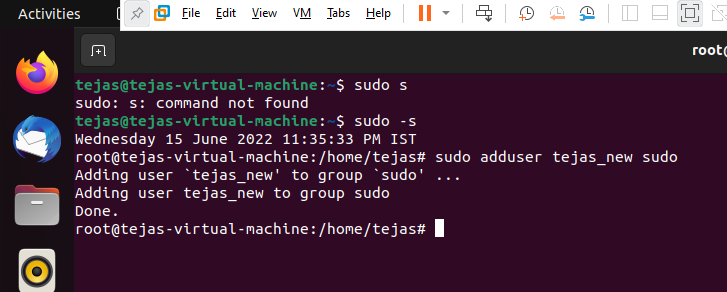 Activities
File Edit View VM Tabs Help
root@
tejas@tejas-virtual-machine:~$ sudo s
sudo: s: command not found
tejas@tejas-virtual-machine:~$ sudo -s
Wednesday 15 June 2022 11:35:33 PM IST
root@tejas-virtual-machine:/home/tejas# sudo adduser tejas_new sudo
Adding user `tejas_new' to group `sudo' ...
Adding user tejas_new to group sudo
Done.
root@tejas-virtual-machine:/home/tejas#